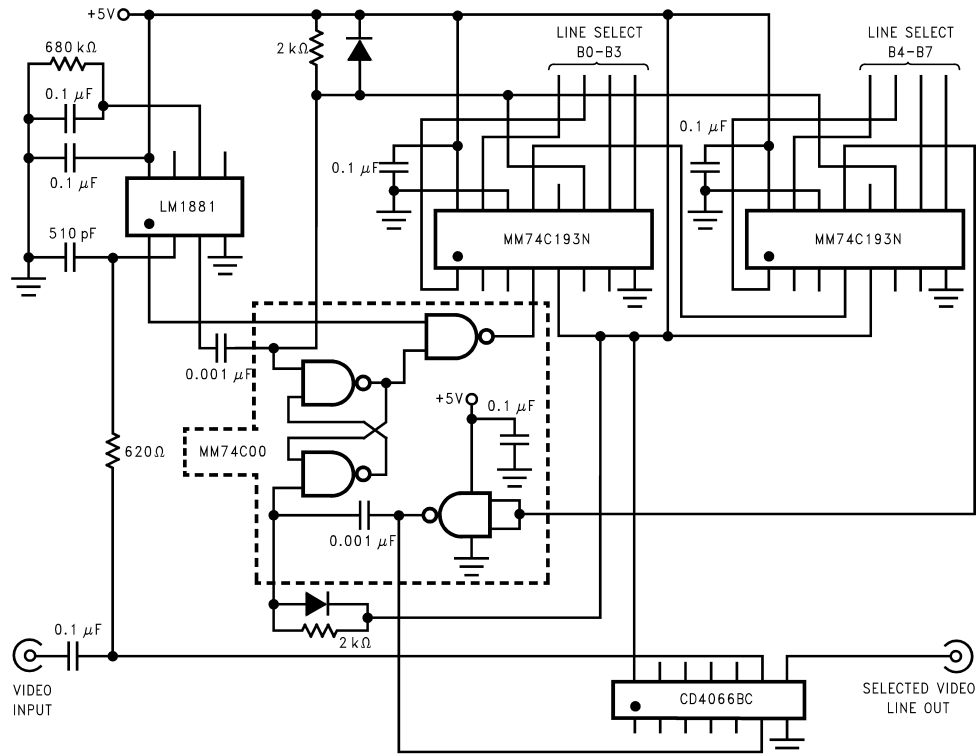 +5V
680 kΩ
0.1 μF
0.1 μF
510 pF
LM1881
2 kΩ
LINE SELECT
B0–B3
0.1 μF
MM74C193N
LINE SELECT
B4–B7
0.1 μF
MM74C193N
0.001 μF
620Ω
MM74C00
+5V
0.1 μF
0.001 μF
2 kΩ
0.1 μF
VIDEO
INPUT
CD4066BC
SELECTED VIDEO
LINE OUT